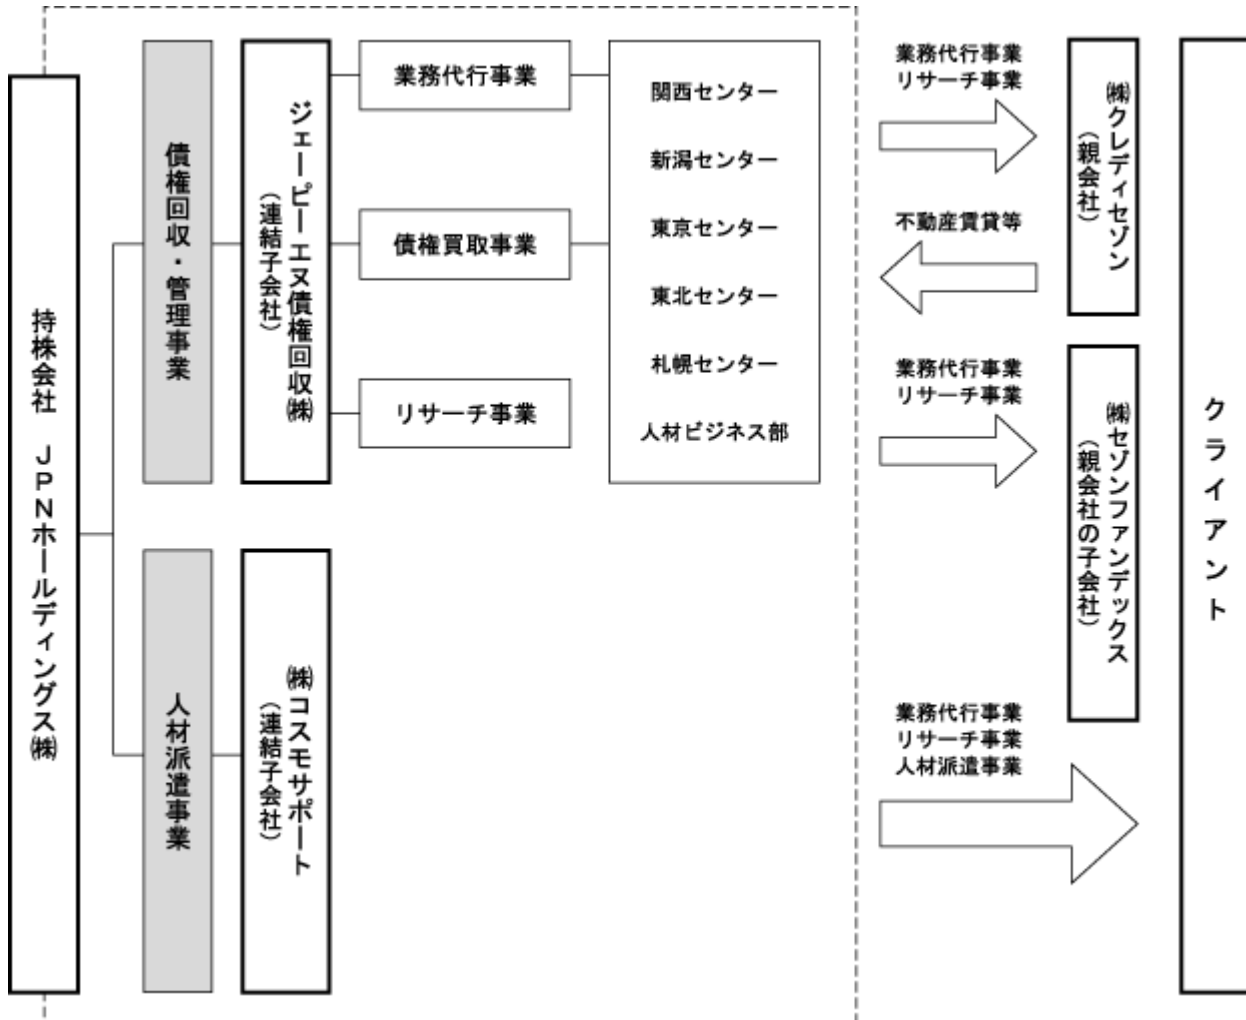 持株会社　ＪＰＮホールディングス㈱
債権回収・管理事業
ジェーピーエヌ債権回収㈱
（連結子会社）
業務代行事業
債権買取事業
リサーチ事業
関西センター
新潟センター
東京センター
東北センター
札幌センター
人材ビジネス部
人材派遣事業
㈱コスモサポート
（連結子会社）
業務代行事業
リサーチ事業
不動産賃貸等
㈱クレディセゾン
（親会社）
業務代行事業
リサーチ事業
㈱セゾンファンデックス
（親会社の子会社）
業務代行事業
リサーチ事業
人材派遣事業
クライアント